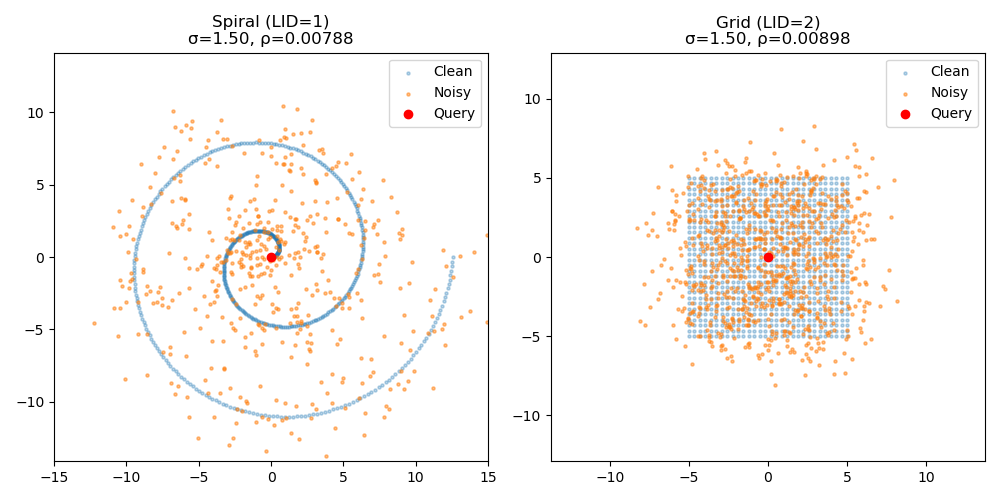 Spiral (LID=1)
σ=1.50, ρ=0.00788
Clean
Noisy
Query
10
5
0
−5
−10
−15
−10
−5
0
5
10
15
Grid (LID=2)
σ=1.50, ρ=0.00898
Clean
Noisy
Query
10
5
0
−5
−10
−10
−5
0
5
10